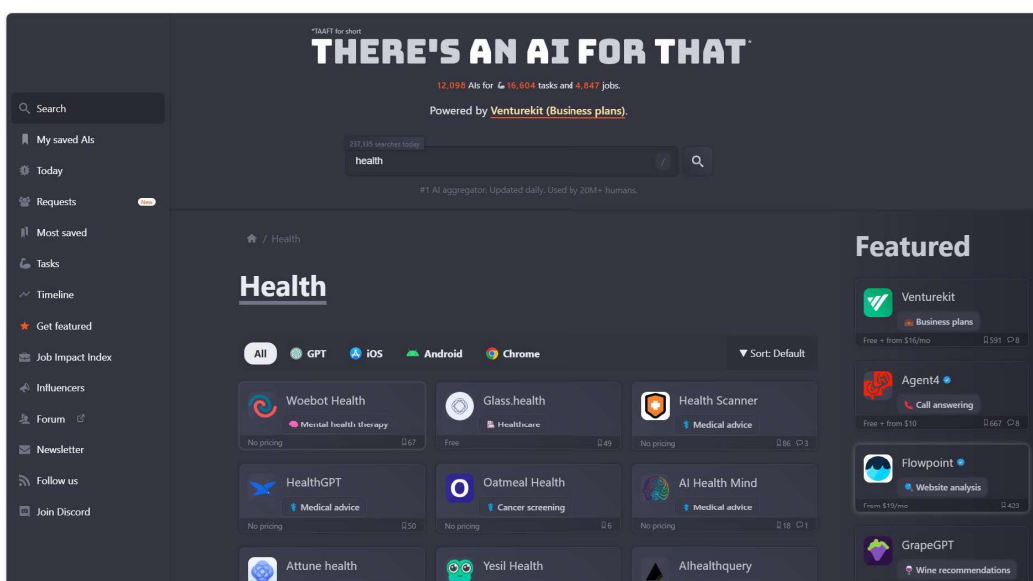 *TAAFT for short
THERE'S AN AI FOR THAT*
12,098 AIs for 16,604 tasks and 4,847 jobs.
Powered by Venturekit (Business plans).
237,135 searches today
health
/
#1 AI aggregator. Updated daily. Used by 20M+ humans.
Search
My saved AIs
Today
Requests
New
Most saved
Tasks
Timeline
Get featured
Job Impact Index
Influencers
Forum
Newsletter
Follow us
Join Discord
/ Health
Health
All
GPT
iOS
Android
Chrome
▼ Sort: Default
Woebot Health
Mental health therapy
No pricing
67
Glass.health
Healthcare
Free
49
Health Scanner
Medical advice
No pricing
86
3
HealthGPT
Medical advice
No pricing
50
Oatmeal Health
Cancer screening
No pricing
6
AI Health Mind
Medical advice
No pricing
18
1
Attune health
Yesil Health
AIhealthquery
Featured
Venturekit
Business plans
Free + from $16/mo
591
8
Agent4
Call answering
Free + from $10
667
8
Flowpoint
Website analysis
From $19/mo
423
GrapeGPT
Wine recommendations